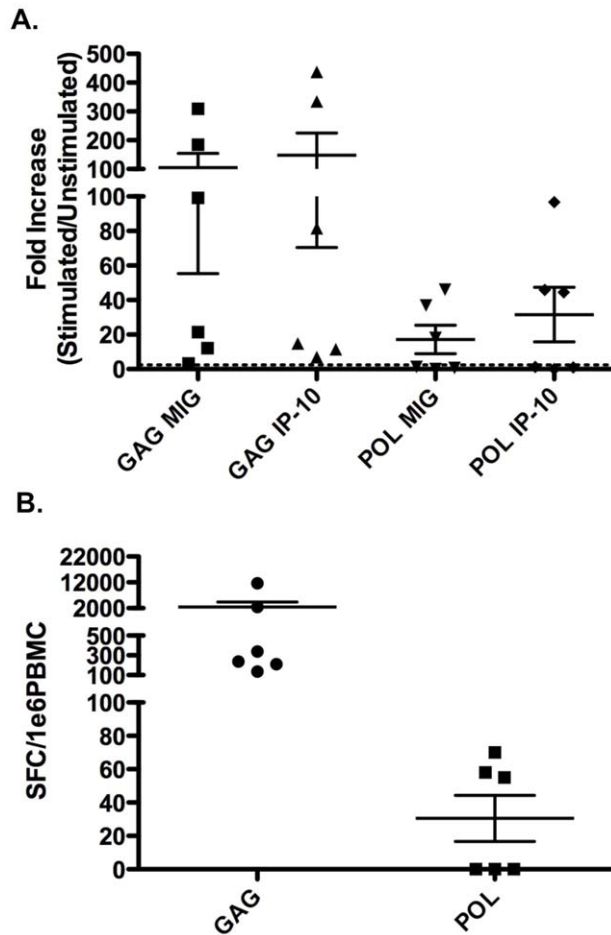 A.
Fold Increase
(Stimulated/Unstimulated)
500
400
300
200
100
100
80
60
40
20
0
GAG MIG
GAG IP-10
POL MIG
POL IP-10
B.
SFC/1e6PBMC
22000
12000
2000
500
300
100
100
80
60
40
20
0
GAG
POL